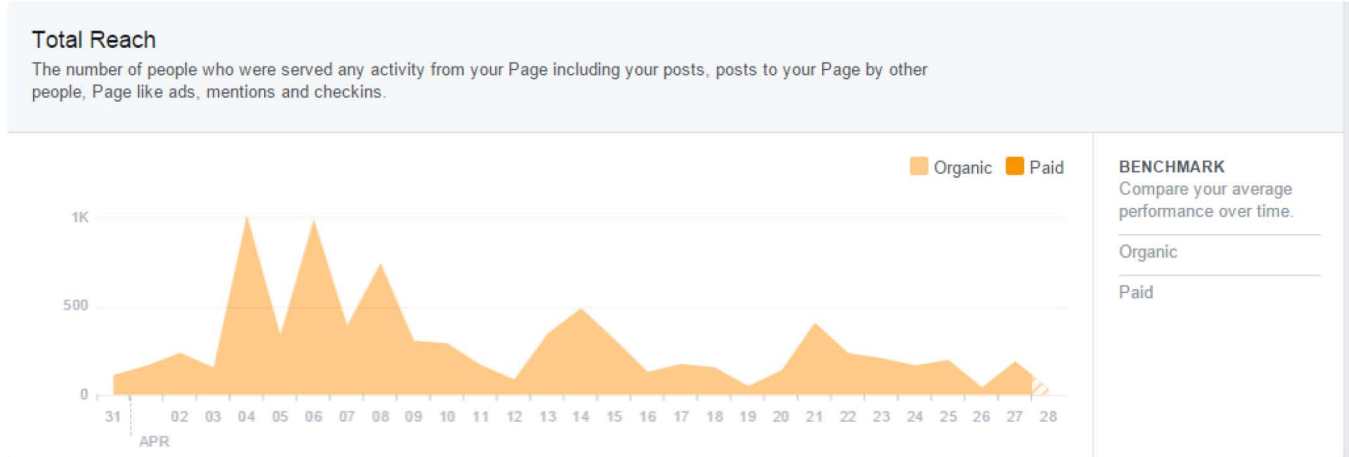 Total Reach
The number of people who were served any activity from your Page including your posts, posts to your Page by other
people, Page like ads, mentions and checkins.
Organic Paid
BENCHMARK
Compare your average
performance over time.
Organic
Paid
1K
500
0
31 02 03 04 05 06 07 08 09 10 11 12 13 14 15 16 17 18 19 20 21 22 23 24 25 26 27 28
APR